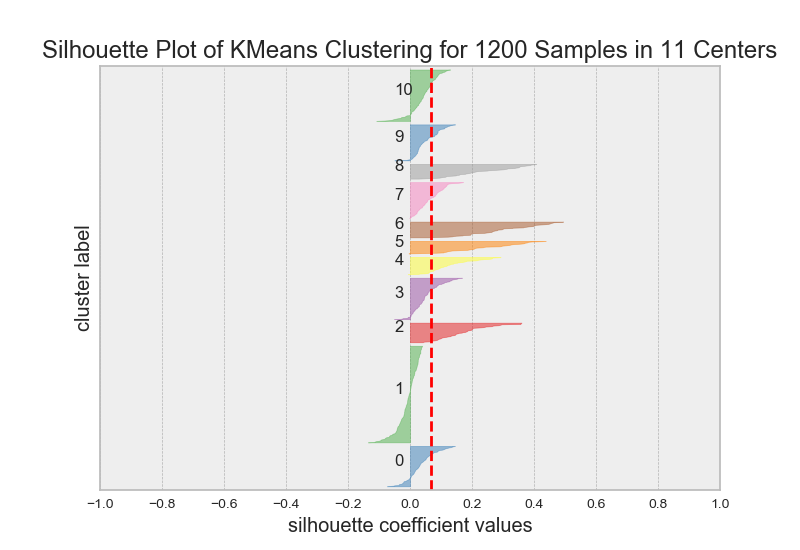 Silhouette Plot of KMeans Clustering for 1200 Samples in 11 Centers
10
9
8
7
6
5
4
3
2
1
0
cluster label
−1.0 −0.8 −0.6 −0.4 −0.2 0.0 0.2 0.4 0.6 0.8 1.0
silhouette coefficient values